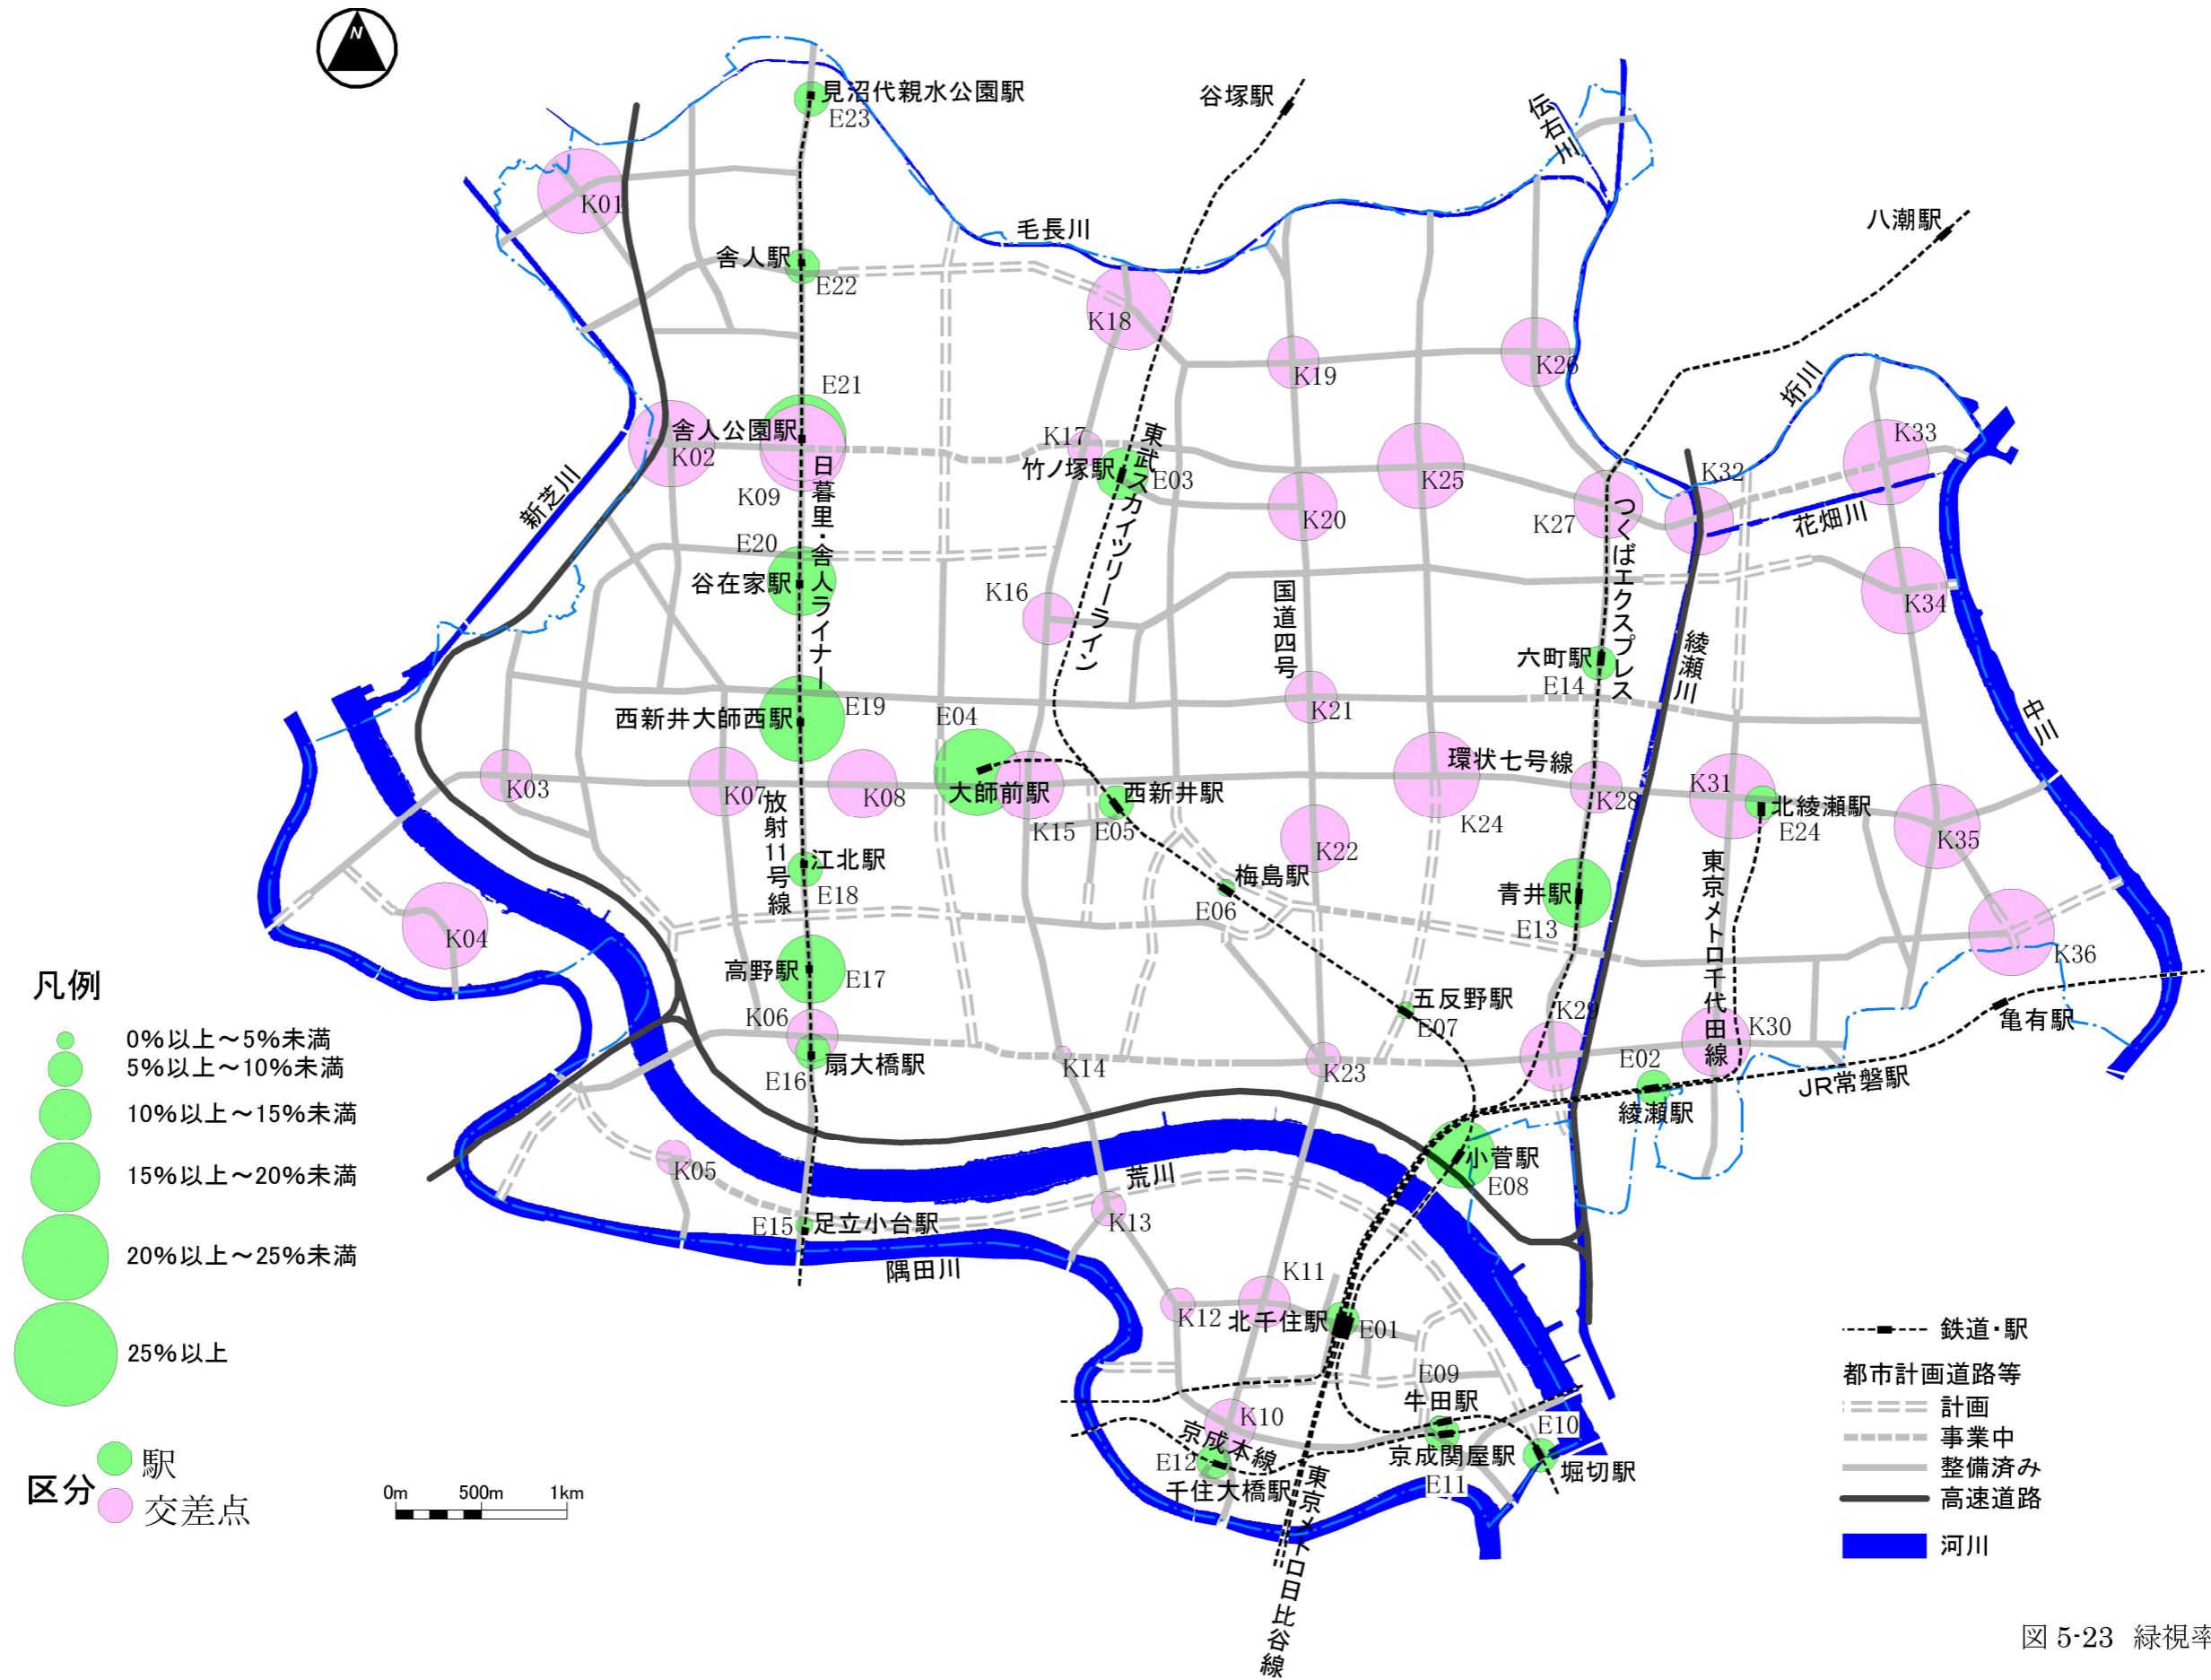 N
見沼代親水公園駅
E23
谷塚駅
伝右川
八潮駅
K01
毛長川
舎人駅
E22
K18
K19
K26
垳川
E21
舎人公園駅
K02
K09
K17
竹ノ塚駅
E03
東武スカイツリーライン
K25
K20
K27
K32
K33
花畑川
新芝川
日暮里・舎人ライナー
E20
谷在家駅
K16
国道四号
つくばエクスプレス
K34
六町駅
E14
綾瀬川
K21
中川
西新井大師西駅
E19
E04
大師前駅
K03
K07
K08
K15
E05
西新井駅
環状七号線
K24
K28
K31
北綾瀬駅
E24
K35
K22
放射11号線
江北駅
E18
梅島駅
E06
青井駅
E13
東京メトロ千代田線
K04
高野駅
E17
K36
五反野駅
E07
K29
K30
亀有駅
K06
扇大橋駅
E16
K14
K23
E02
綾瀬駅
JR常磐駅
K05
荒川
小菅駅
E08
K13
E15
足立小台駅
隅田川
K11
K12
北千住駅
E01
E09
牛田駅
K10
京成本線
E12
千住大橋駅
京成関屋駅
E11
E10
堀切駅
東京メトロ日比谷線
凡例
0%以上～5%未満
5%以上～10%未満
10%以上～15%未満
15%以上～20%未満
20%以上～25%未満
25%以上
区分
駅
交差点
0m 500m 1km
鉄道・駅
都市計画道路等
計画
事業中
整備済み
高速道路
河川
図 5-23 緑視率